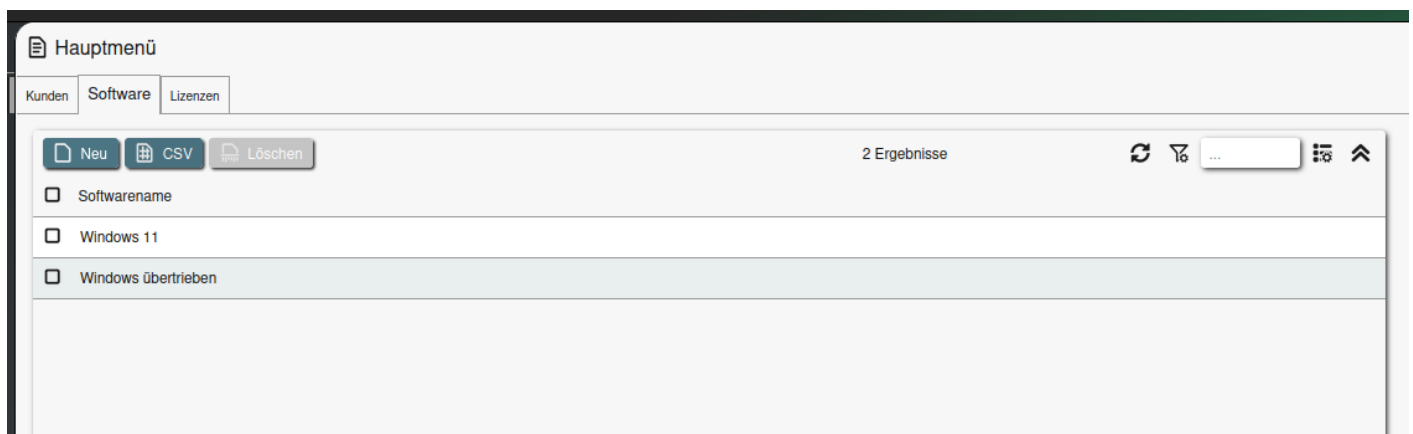 Hauptmenü
Kunden Software Lizenzen
Neu CSV Löschen 2 Ergebnisse ...
Softwarename
Windows 11
Windows übertrieben